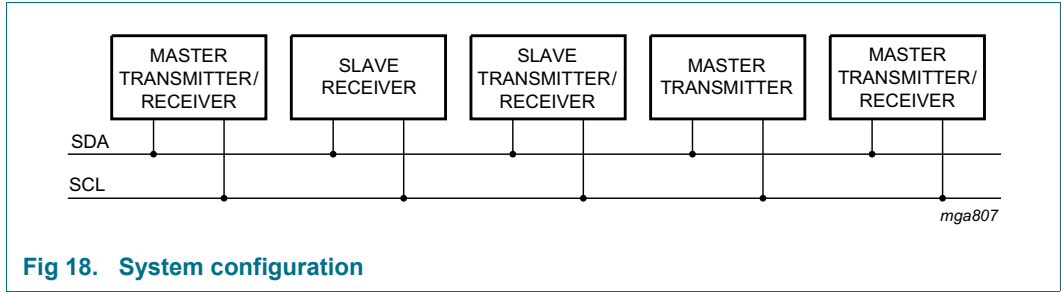 MASTER
TRANSMITTER/
RECEIVER
SLAVE
RECEIVER
SLAVE
TRANSMITTER/
RECEIVER
MASTER
TRANSMITTER
MASTER
TRANSMITTER/
RECEIVER
SDA
SCL
mga807
Fig 18. System configuration